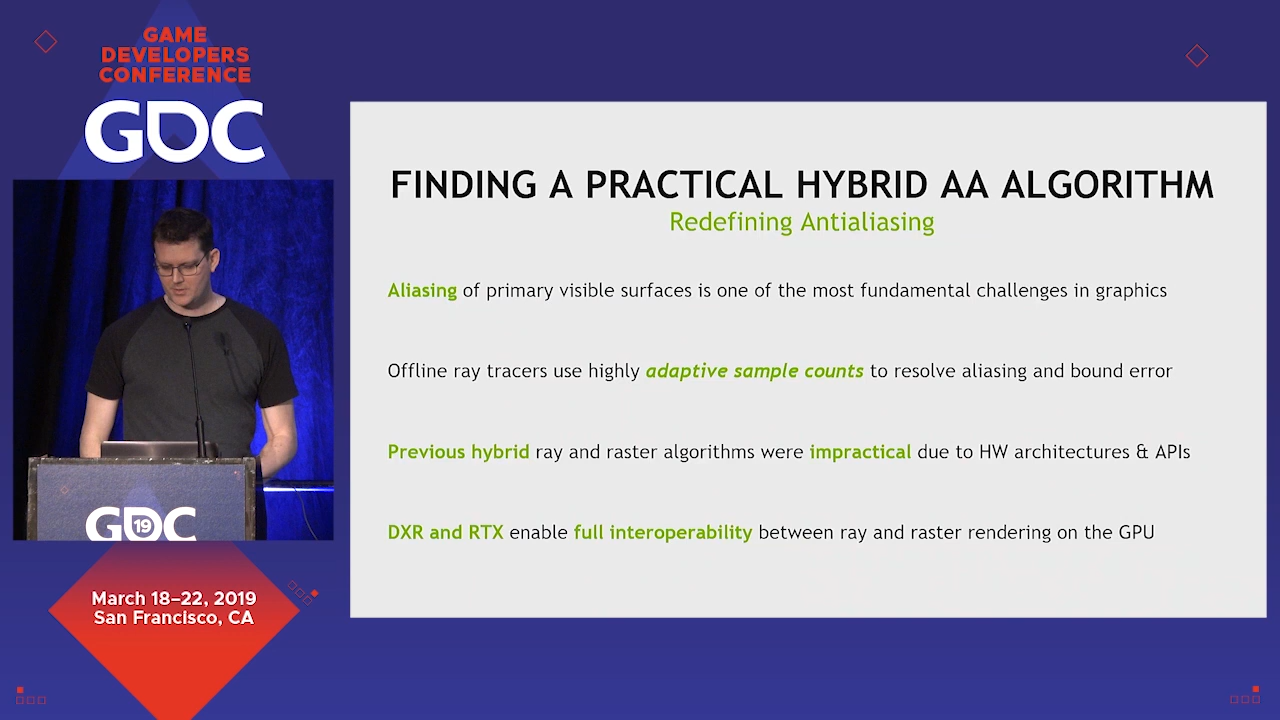 GAME
DEVELOPERS
CONFERENCE
GDC
FINDING A PRACTICAL HYBRID AA ALGORITHM
Redefining Antialiasing
Aliasing of primary visible surfaces is one of the most fundamental challenges in graphics
Offline ray tracers use highly adaptive sample counts to resolve aliasing and bound error
Previous hybrid ray and raster algorithms were impractical due to HW architectures & APIs
DXR and RTX enable full interoperability between ray and raster rendering on the GPU
GDC
19
March 18–22, 2019
San Francisco, CA